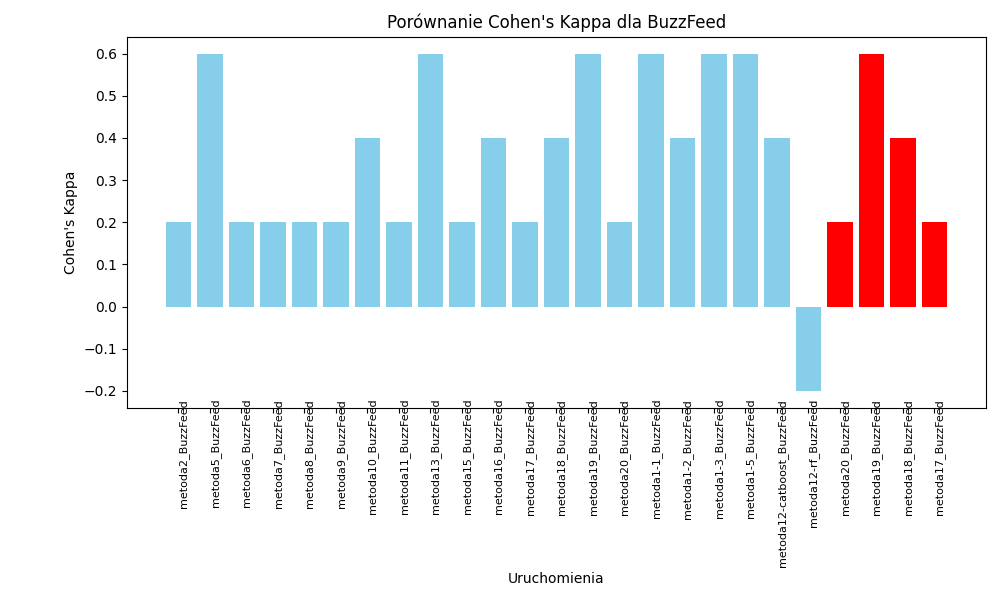 Porównanie Cohen's Kappa dla BuzzFeed
Cohen's Kappa
0.6
0.5
0.4
0.3
0.2
0.1
0.0
−0.1
−0.2
metoda2_BuzzFeed
metoda5_BuzzFeed
metoda6_BuzzFeed
metoda7_BuzzFeed
metoda8_BuzzFeed
metoda9_BuzzFeed
metoda10_BuzzFeed
metoda11_BuzzFeed
metoda13_BuzzFeed
metoda15_BuzzFeed
metoda16_BuzzFeed
metoda17_BuzzFeed
metoda18_BuzzFeed
metoda19_BuzzFeed
metoda20_BuzzFeed
metoda1-1_BuzzFeed
metoda1-2_BuzzFeed
metoda1-3_BuzzFeed
metoda1-5_BuzzFeed
metoda12-catboost_BuzzFeed
metoda12-rf_BuzzFeed
metoda20_BuzzFeed
metoda19_BuzzFeed
metoda18_BuzzFeed
metoda17_BuzzFeed
Uruchomienia